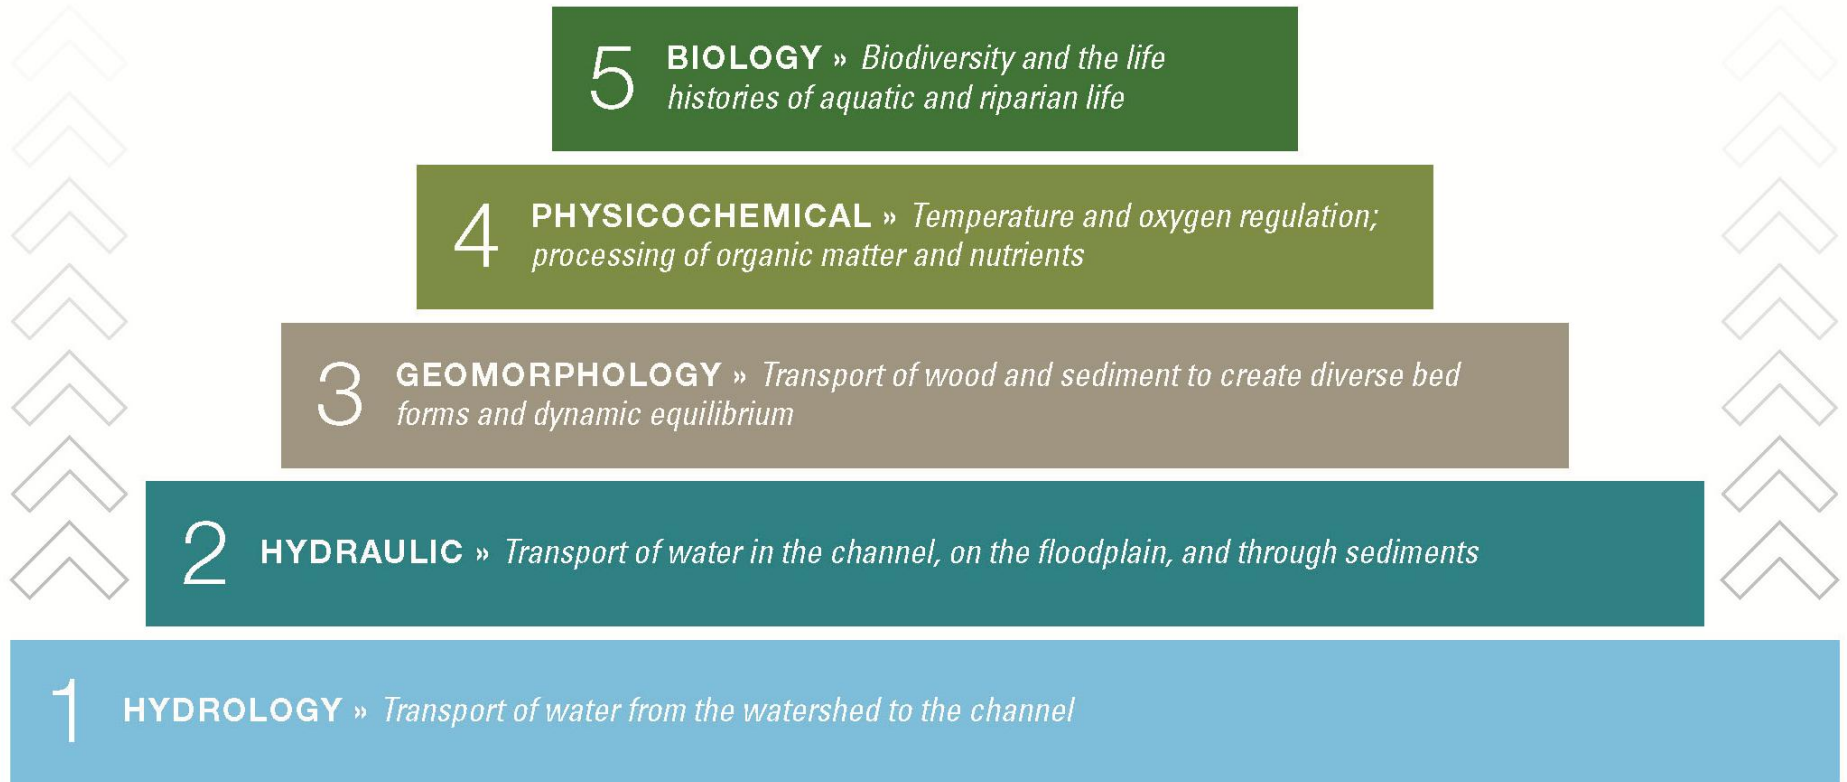 5 BIOLOGY » Biodiversity and the life
histories of aquatic and riparian life
4 PHYSICOCHEMICAL » Temperature and oxygen regulation;
processing of organic matter and nutrients
3 GEOMORPHOLOGY » Transport of wood and sediment to create diverse bed
forms and dynamic equilibrium
2 HYDRAULIC » Transport of water in the channel, on the floodplain, and through sediments
1 HYDROLOGY » Transport of water from the watershed to the channel